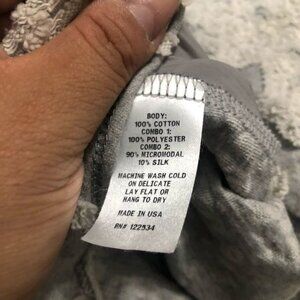 BODY:
100% COTTON
COMBO 1:
100% POLYESTER
COMBO 2:
90% MICROMODAL
10% SILK
MACHINE WASH COLD
ON DELICATE
LAY FLAT OR
HANG TO DRY
MADE IN USA
RN# 122534